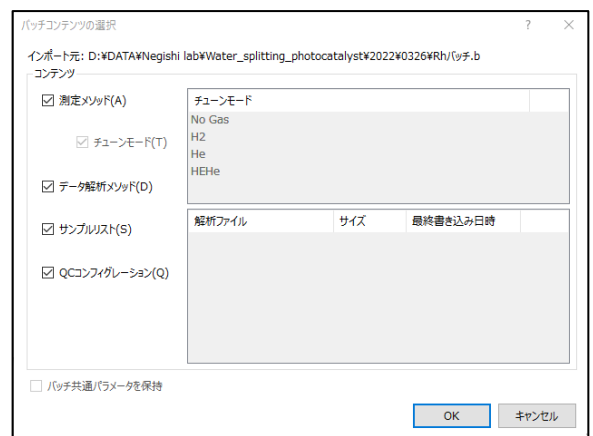 バッチコンテンツの選択
?
×
インポート元: D:¥DATA¥Negishi lab¥Water_splitting_photocatalyst¥2022¥0326¥Rhバッチ.b
コンテンツ
測定メソッド(A)
チューンモード(T)
データ解析メソッド(D)
サンプルリスト(S)
QCコンフィグレーション(Q)
チューンモード
No Gas
H2
He
HEHe
解析ファイル サイズ 最終書き込み日時
バッチ共通パラメータを保持
OK キャンセル